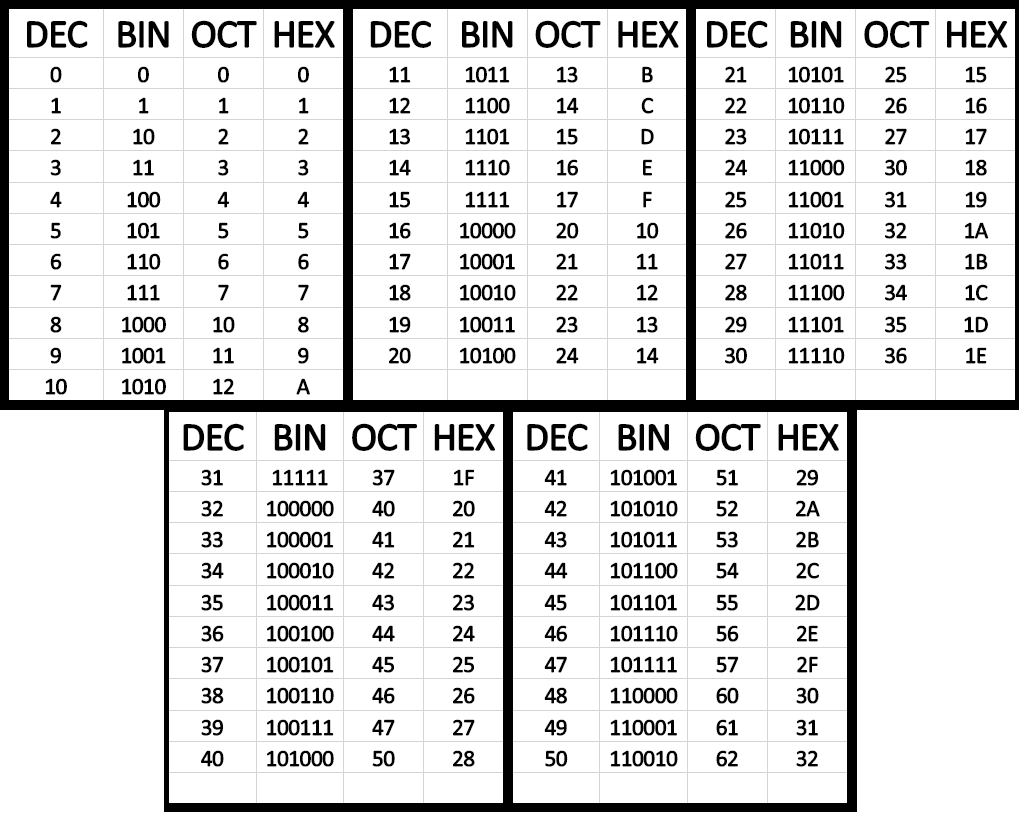 DEC BIN OCT HEX
0 0 0 0
1 1 1 1
2 10 2 2
3 11 3 3
4 100 4 4
5 101 5 5
6 110 6 6
7 111 7 7
8 1000 10 8
9 1001 11 9
10 1010 12 A
DEC BIN OCT HEX
11 1011 13 B
12 1100 14 C
13 1101 15 D
14 1110 16 E
15 1111 17 F
16 10000 20 10
17 10001 21 11
18 10010 22 12
19 10011 23 13
20 10100 24 14
DEC BIN OCT HEX
21 10101 25 15
22 10110 26 16
23 10111 27 17
24 11000 30 18
25 11001 31 19
26 11010 32 1A
27 11011 33 1B
28 11100 34 1C
29 11101 35 1D
30 11110 36 1E
DEC BIN OCT HEX
31 11111 37 1F
32 100000 40 20
33 100001 41 21
34 100010 42 22
35 100011 43 23
36 100100 44 24
37 100101 45 25
38 100110 46 26
39 100111 47 27
40 101000 50 28
DEC BIN OCT HEX
41 101001 51 29
42 101010 52 2A
43 101011 53 2B
44 101100 54 2C
45 101101 55 2D
46 101110 56 2E
47 101111 57 2F
48 110000 60 30
49 110001 61 31
50 110010 62 32